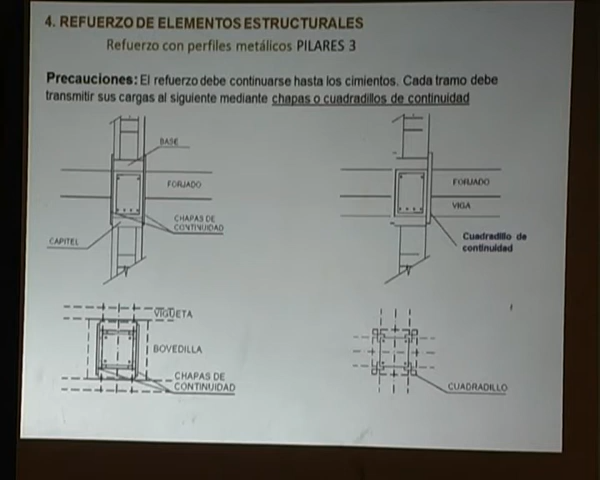 4. REFUERZO DE ELEMENTOS ESTRUCTURALES
Refuerzo con perfiles metálicos PILARES 3
Precauciones: El refuerzo debe continuarse hasta los cimientos. Cada tramo debe
transmitir sus cargas al siguiente mediante chapas o cuadradillos de continuidad
BASE
FORJADO
CHAPAS DE
CONTINUIDAD
CAPITEL
FORJADO
VIGA
Cuadradillo de
continuidad
VIGUETA
BOVEDILLA
CHAPAS DE
CONTINUIDAD
CUADRADILLO